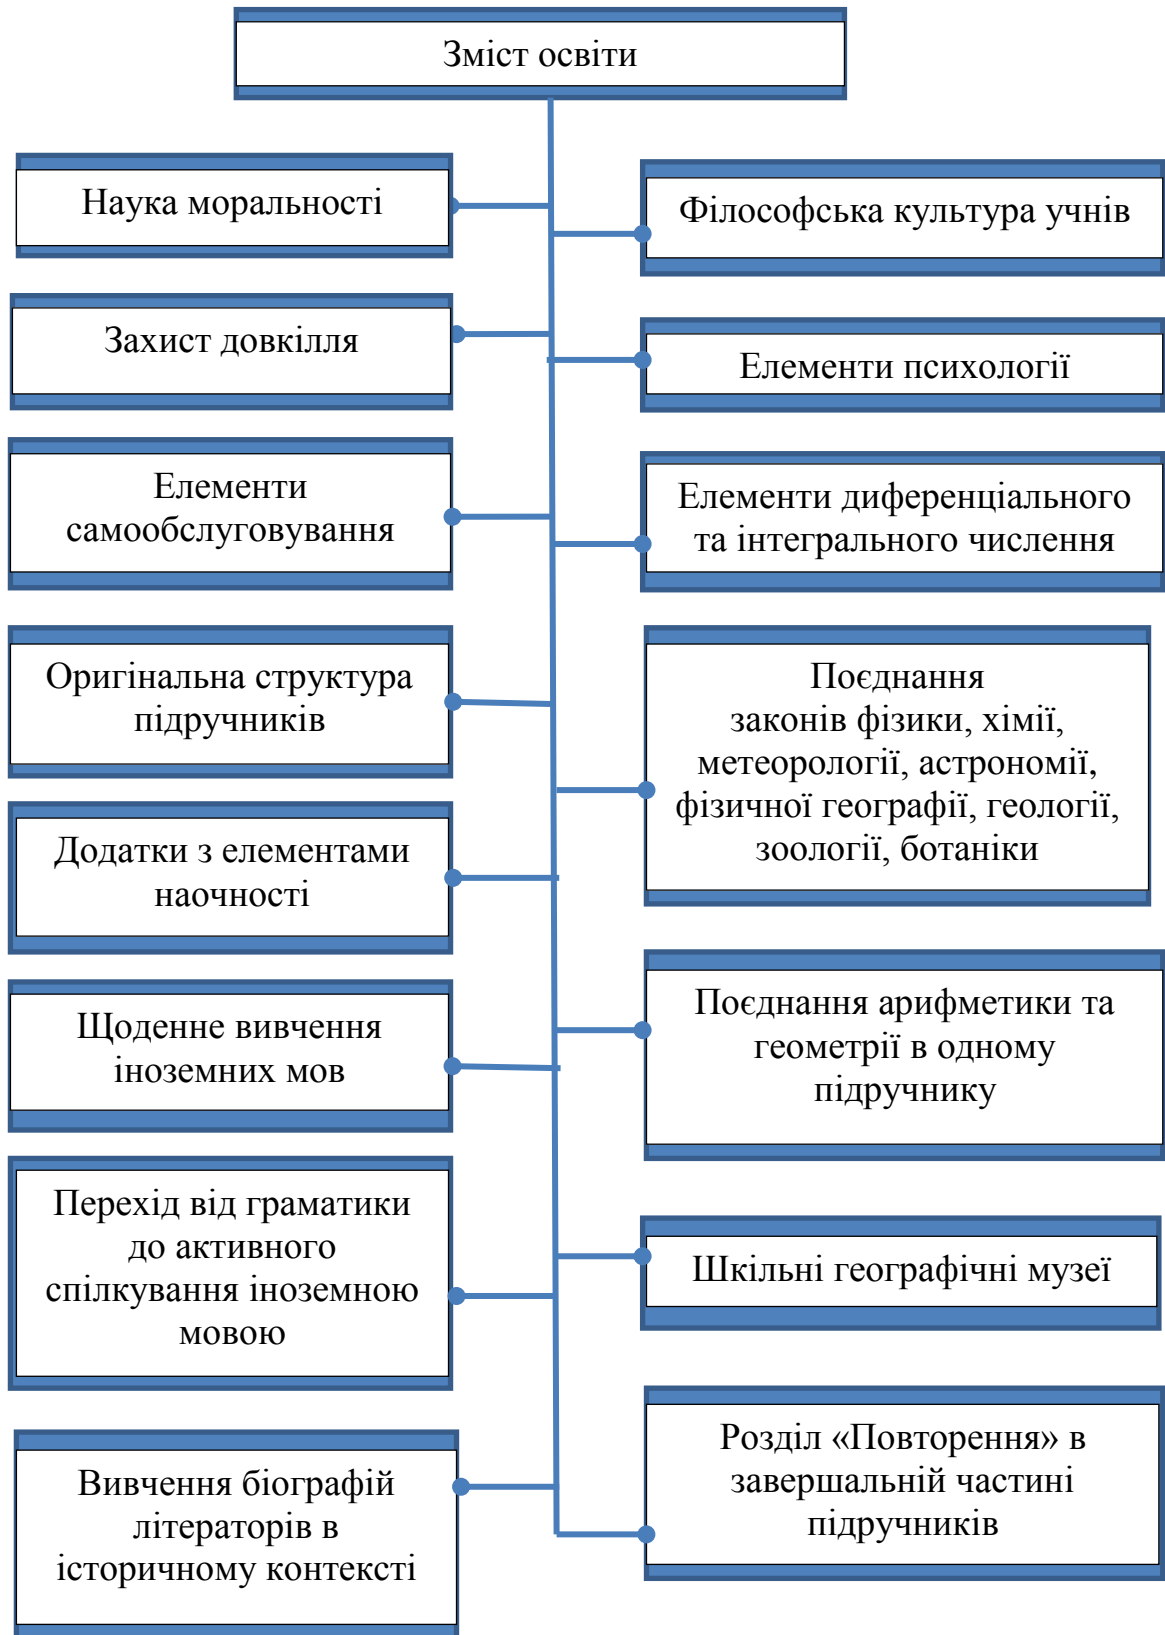 Зміст освіти
Наука моральності
Філософська культура учнів
Захист довкілля
Елементи психології
Елементи
самообслуговування
Елементи диференціального
та інтегрального числення
Оригінальна структура
підручників
Поєднання
законів фізики, хімії,
метеорології, астрономії,
фізичної географії, геології,
зоології, ботаніки
Додатки з елементами
наочності
Щоденне вивчення
іноземних мов
Поєднання арифметики та
геометрії в одному
підручнику
Перехід від граматики
до активного
спілкування іноземною
мовою
Шкільні географічні музеї
Вивчення біографій
літераторів в
історичному контексті
Розділ «Повторення» в
завершальній частині
підручників